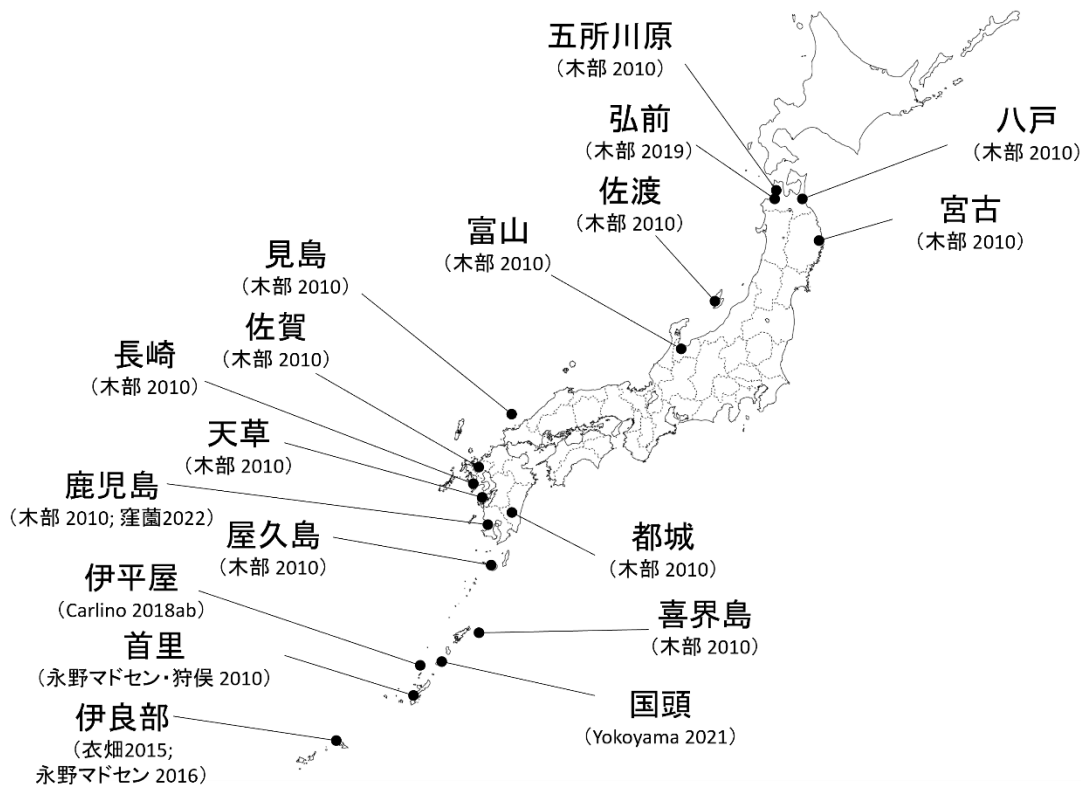 五所川原
（木部 2010）
弘前
（木部 2019）
八戸
（木部 2010）
佐渡
（木部 2010）
宮古
（木部 2010）
富山
（木部 2010）
見島
（木部 2010）
佐賀
（木部 2010）
長崎
（木部 2010）
天草
（木部 2010）
鹿児島
（木部 2010; 窪薗2022）
屋久島
（木部 2010）
都城
（木部 2010）
伊平屋
（Carlino 2018ab）
喜界島
（木部 2010）
首里
（永野マドセン・狩俣 2010）
国頭
（Yokoyama 2021）
伊良部
（衣畑2015;
永野マドセン 2016）